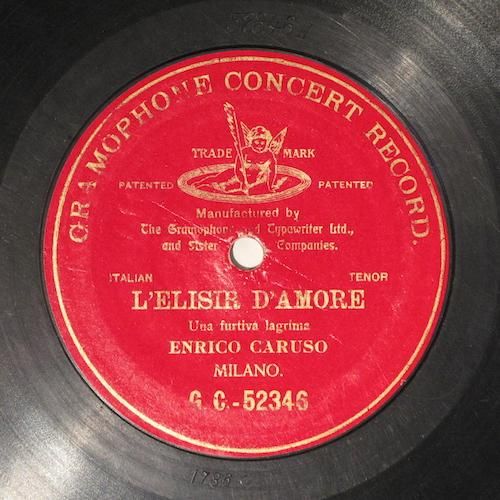 GRAMOPHONE CONCERT RECORD.
TRADE MARK
PATENTED PATENTED
Manufactured by
The Gramophone and Typewriter Ltd.,
and Sister Companies.
ITALIAN TENOR
L'ELISIR D'AMORE
Una furtiva lagrima
ENRICO CARUSO
MILANO.
G. C.-52346